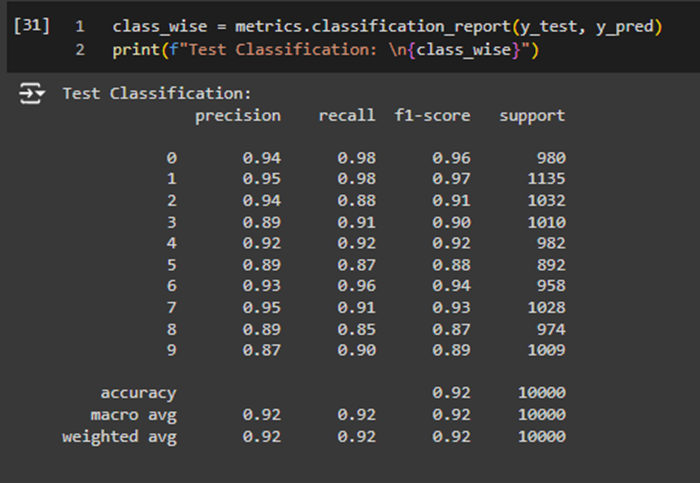 [31] 1 class_wise = metrics.classification_report(y_test, y_pred)
2 print(f"Test Classification: \n{class_wise}")
Test Classification:
precision recall f1-score support
0 0.94 0.98 0.96 980
1 0.95 0.98 0.97 1135
2 0.94 0.88 0.91 1032
3 0.89 0.91 0.90 1010
4 0.92 0.92 0.92 982
5 0.89 0.87 0.88 892
6 0.93 0.96 0.94 958
7 0.95 0.91 0.93 1028
8 0.89 0.85 0.87 974
9 0.87 0.90 0.89 1009
accuracy 0.92 10000
macro avg 0.92 0.92 0.92 10000
weighted avg 0.92 0.92 0.92 10000